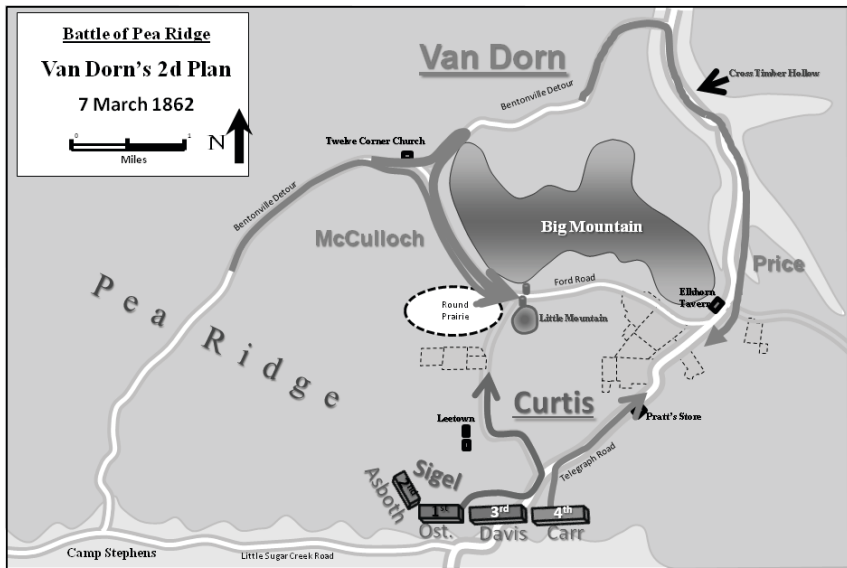 Battle of Pea Ridge
Van Dorn's 2d Plan
7 March 1862
0 1
Miles
N
Van Dorn
Cross Timber Hollow
Bentonville Detour
Twelve Corner Church
Bentonville Detour
McCulloch
Big Mountain
Price
Ford Road
Elkhorn
Tavern
Round
Prairie
Little Mountain
Pea Ridge
Curtis
Leetown
Pratt's Store
Telegraph Road
Sigel
Asboth
2nd
1st
3rd
4th
Ost.
Davis
Carr
Camp Stephens
Little Sugar Creek Road